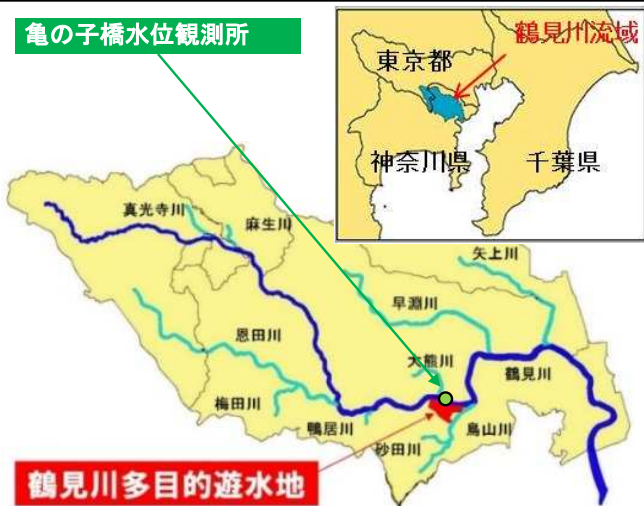 亀の子橋水位観測所
鶴見川流域
東京都
神奈川県
千葉県
真光寺川
麻生川
矢上川
早淵川
恩田川
大熊川
鶴見川
梅田川
鴨居川
鳥山川
砂田川
鶴見川多目的遊水地